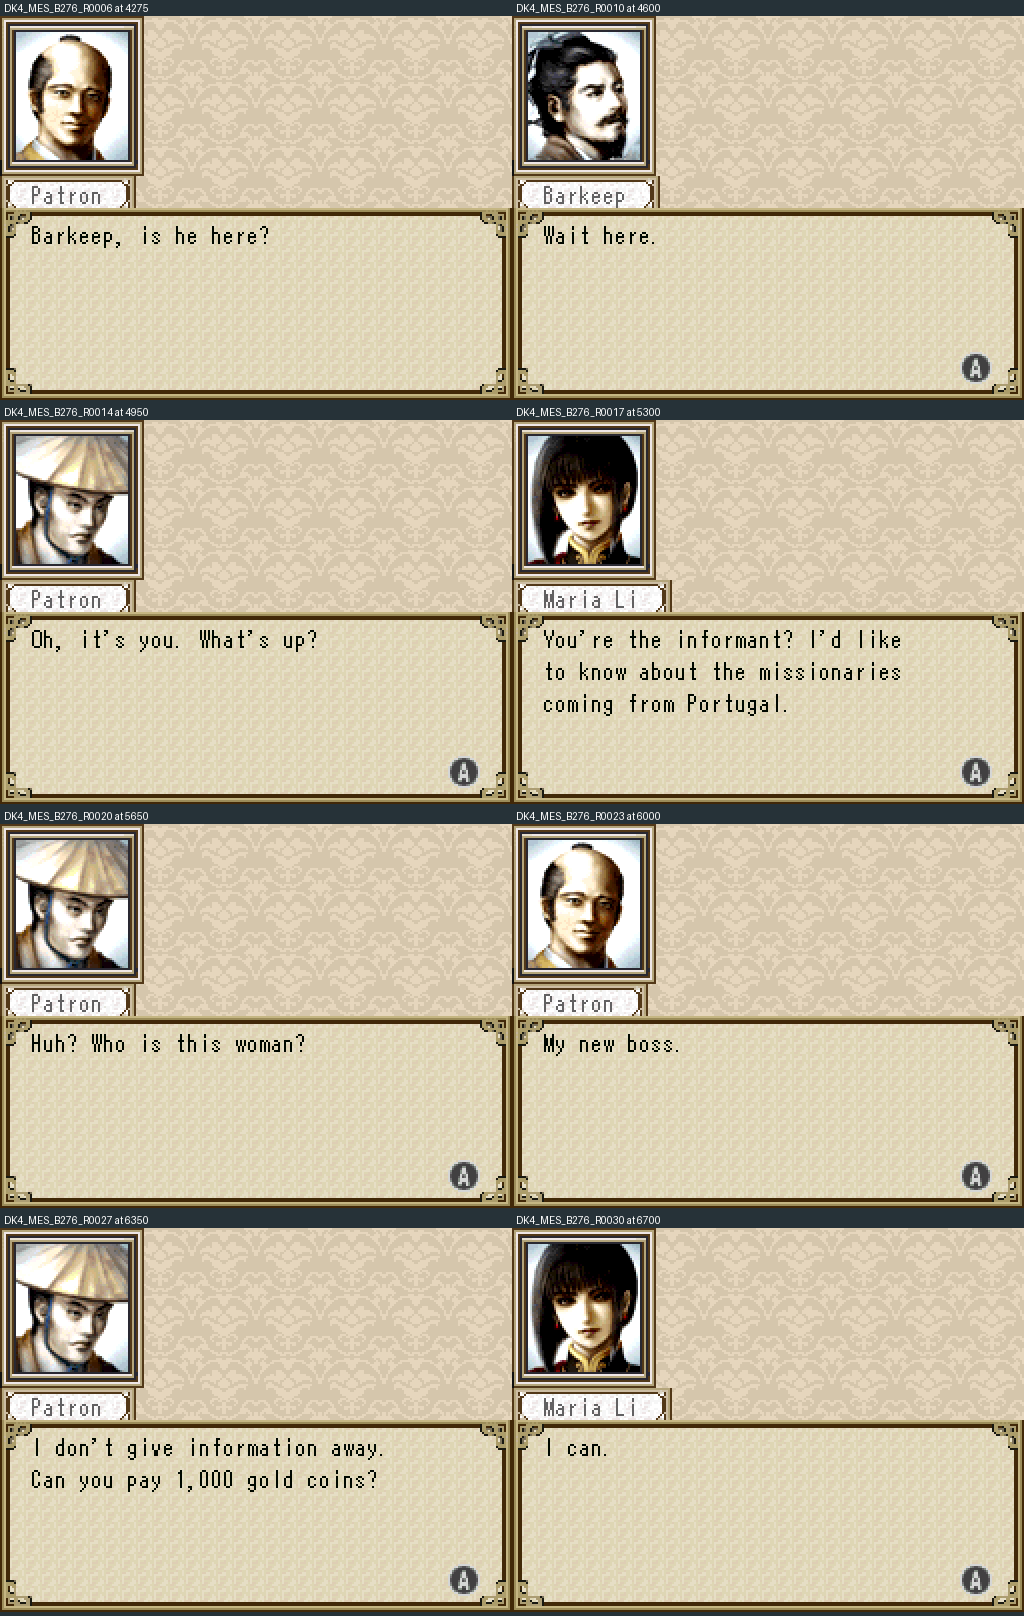 DK4_MES_B276_R0006 at 4275
Patron
Barkeep, is he here?
DK4_MES_B276_R0010 at 4600
Barkeep
Wait here.
A
DK4_MES_B276_R0014 at 4950
Patron
Oh, it's you. What's up?
A
DK4_MES_B276_R0017 at 5300
Maria Li
You're the informant? I'd like
to know about the missionaries
coming from Portugal.
A
DK4_MES_B276_R0020 at 5650
Patron
Huh? Who is this woman?
A
DK4_MES_B276_R0023 at 6000
Patron
My new boss.
A
DK4_MES_B276_R0027 at 6350
Patron
I don't give information away.
Can you pay 1,000 gold coins?
A
DK4_MES_B276_R0030 at 6700
Maria Li
I can.
A